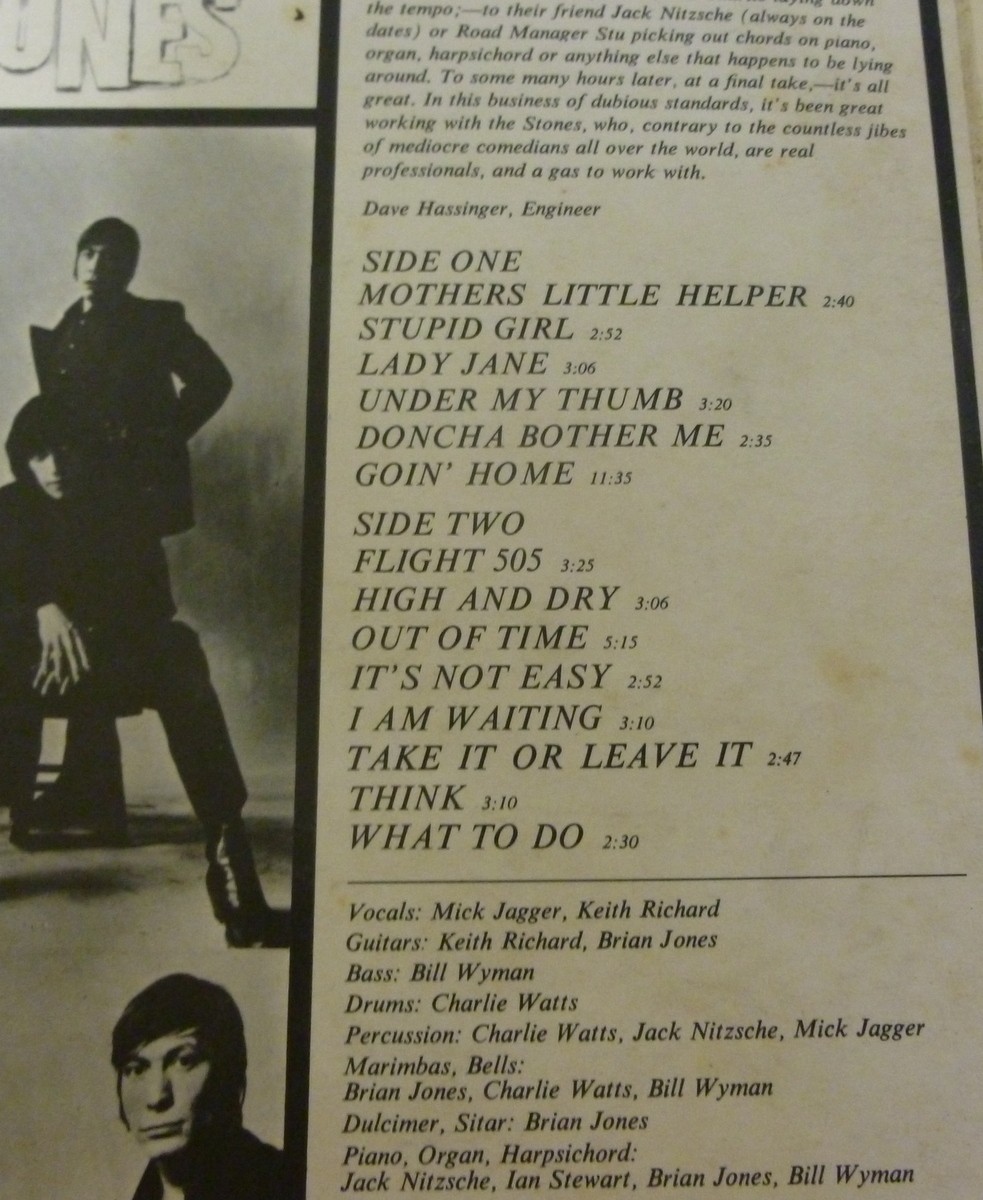 ONES
the tempo;—to their friend Jack Nitzsche (always on the
dates) or Road Manager Stu picking out chords on piano,
organ, harpsichord or anything else that happens to be lying
around. To some many hours later, at a final take,—it's all
great. In this business of dubious standards, it's been great
working with the Stones, who, contrary to the countless jibes
of mediocre comedians all over the world, are real
professionals, and a gas to work with.
Dave Hassinger, Engineer
SIDE ONE
MOTHERS LITTLE HELPER 2:40
STUPID GIRL 2:52
LADY JANE 3:06
UNDER MY THUMB 3:20
DONCHA BOTHER ME 2:35
GOIN' HOME 11:35
SIDE TWO
FLIGHT 505 3:25
HIGH AND DRY 3:06
OUT OF TIME 5:15
IT'S NOT EASY 2:52
I AM WAITING 3:10
TAKE IT OR LEAVE IT 2:47
THINK 3:10
WHAT TO DO 2:30
Vocals: Mick Jagger, Keith Richard
Guitars: Keith Richard, Brian Jones
Bass: Bill Wyman
Drums: Charlie Watts
Percussion: Charlie Watts, Jack Nitzsche, Mick Jagger
Marimbas, Bells:
Brian Jones, Charlie Watts, Bill Wyman
Dulcimer, Sitar: Brian Jones
Piano, Organ, Harpsichord:
Jack Nitzsche, Ian Stewart, Brian Jones, Bill Wyman